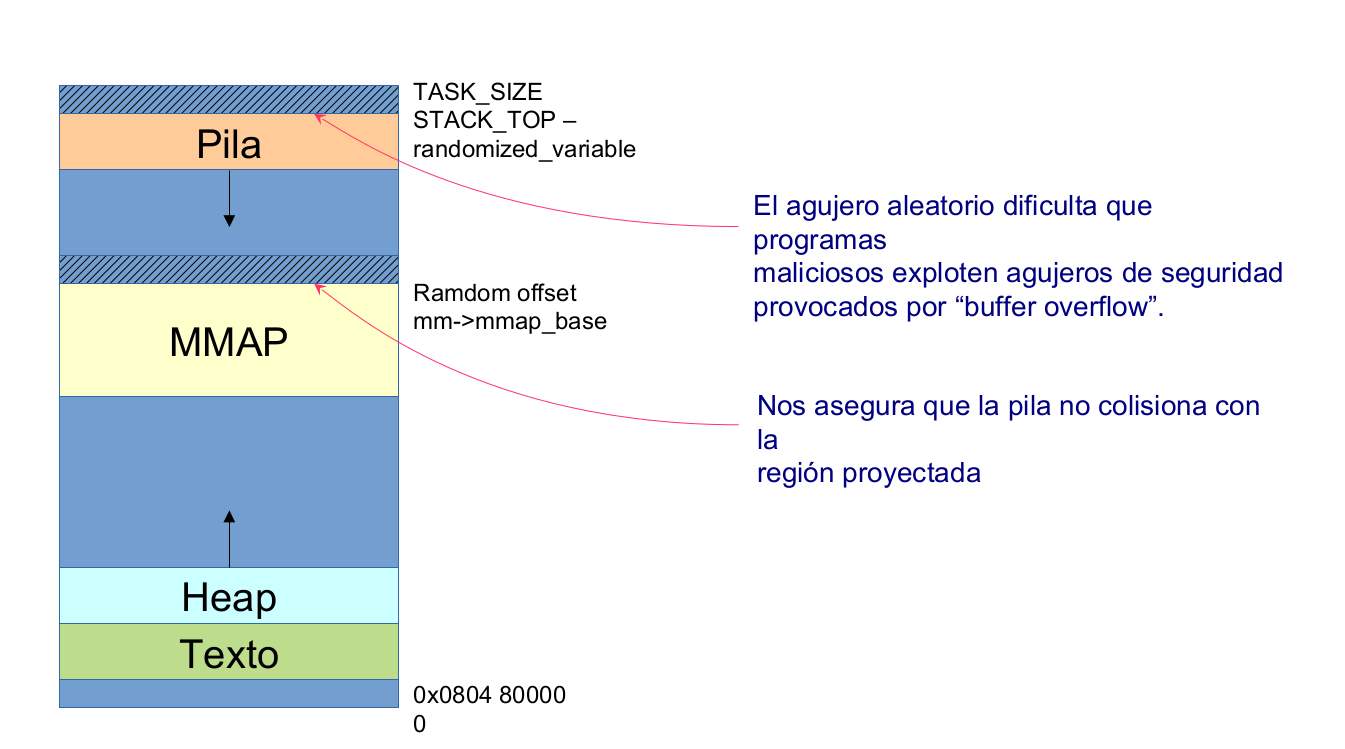 TASK_SIZE
STACK_TOP –
randomized_variable
Pila
El agujero aleatorio dificulta que
programas
maliciosos exploten agujeros de seguridad
provocados por “buffer overflow”.
Ramdom offset
mm->mmap_base
MMAP
Nos asegura que la pila no colisiona con
la
región proyectada
Heap
Texto
0x0804 80000
0